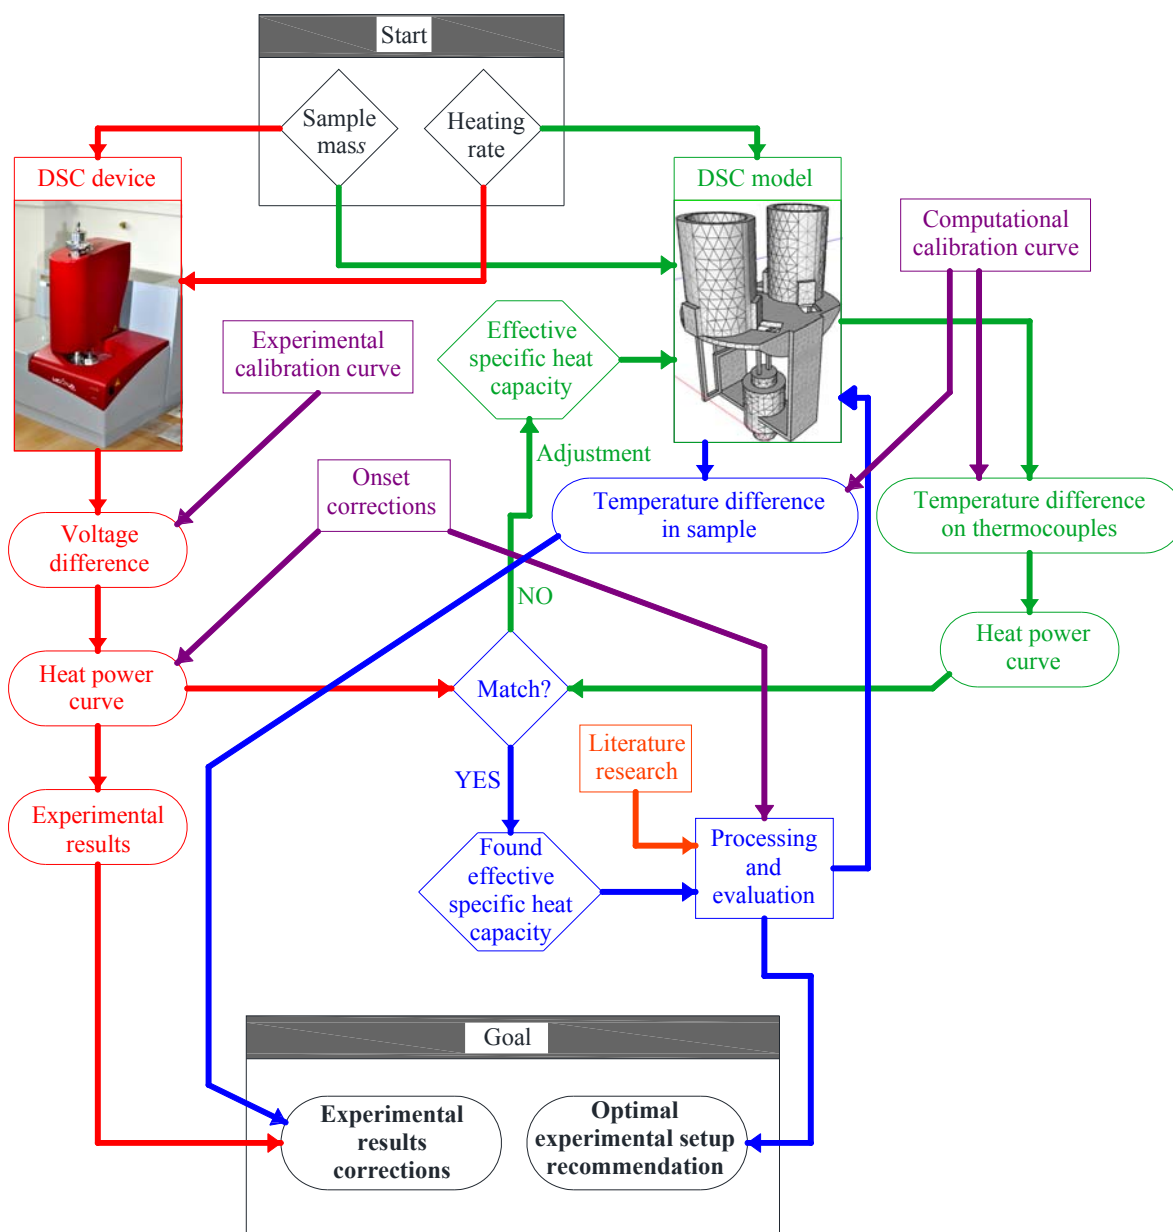 Start
Sample
mass
Heating
rate
DSC device
DSC model
Computational
calibration curve
Effective
specific heat
capacity
Experimental
calibration curve
Adjustment
Onset
corrections
Temperature difference
in sample
Temperature difference
on thermocouples
Voltage
difference
NO
Heat power
curve
Heat power
curve
Match?
Literature
research
YES
Experimental
results
Processing
and
evaluation
Found
effective
specific heat
capacity
Goal
Experimental
results
corrections
Optimal
experimental setup
recommendation